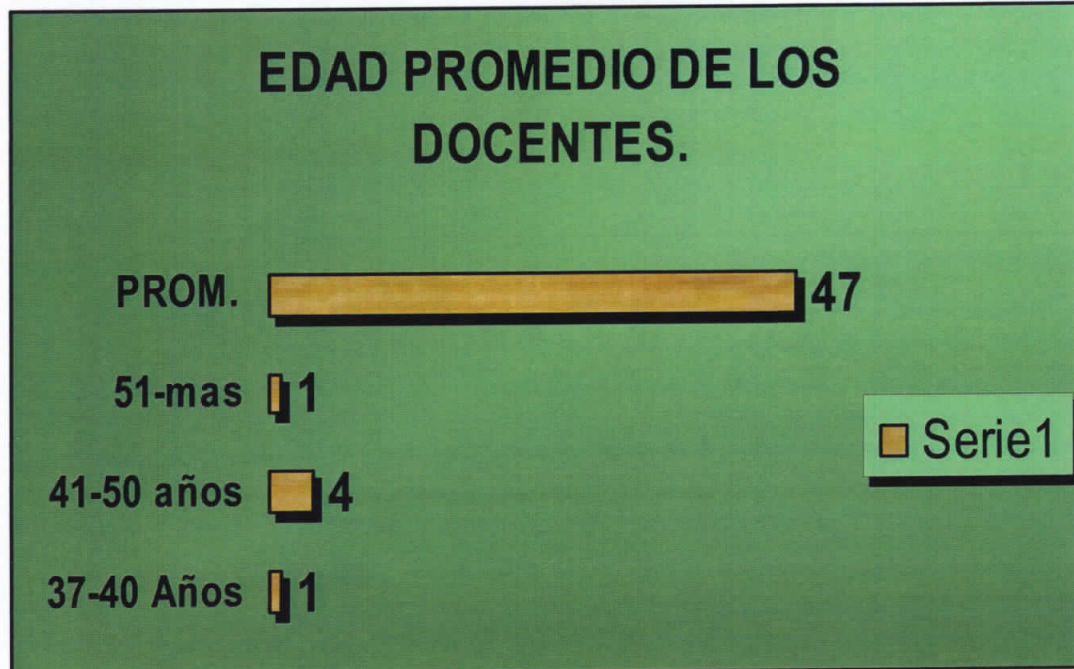 EDAD PROMEDIO DE LOS
DOCENTES.
PROM. 47
51-mas 1
41-50 años 4
37-40 Años 1
Serie1